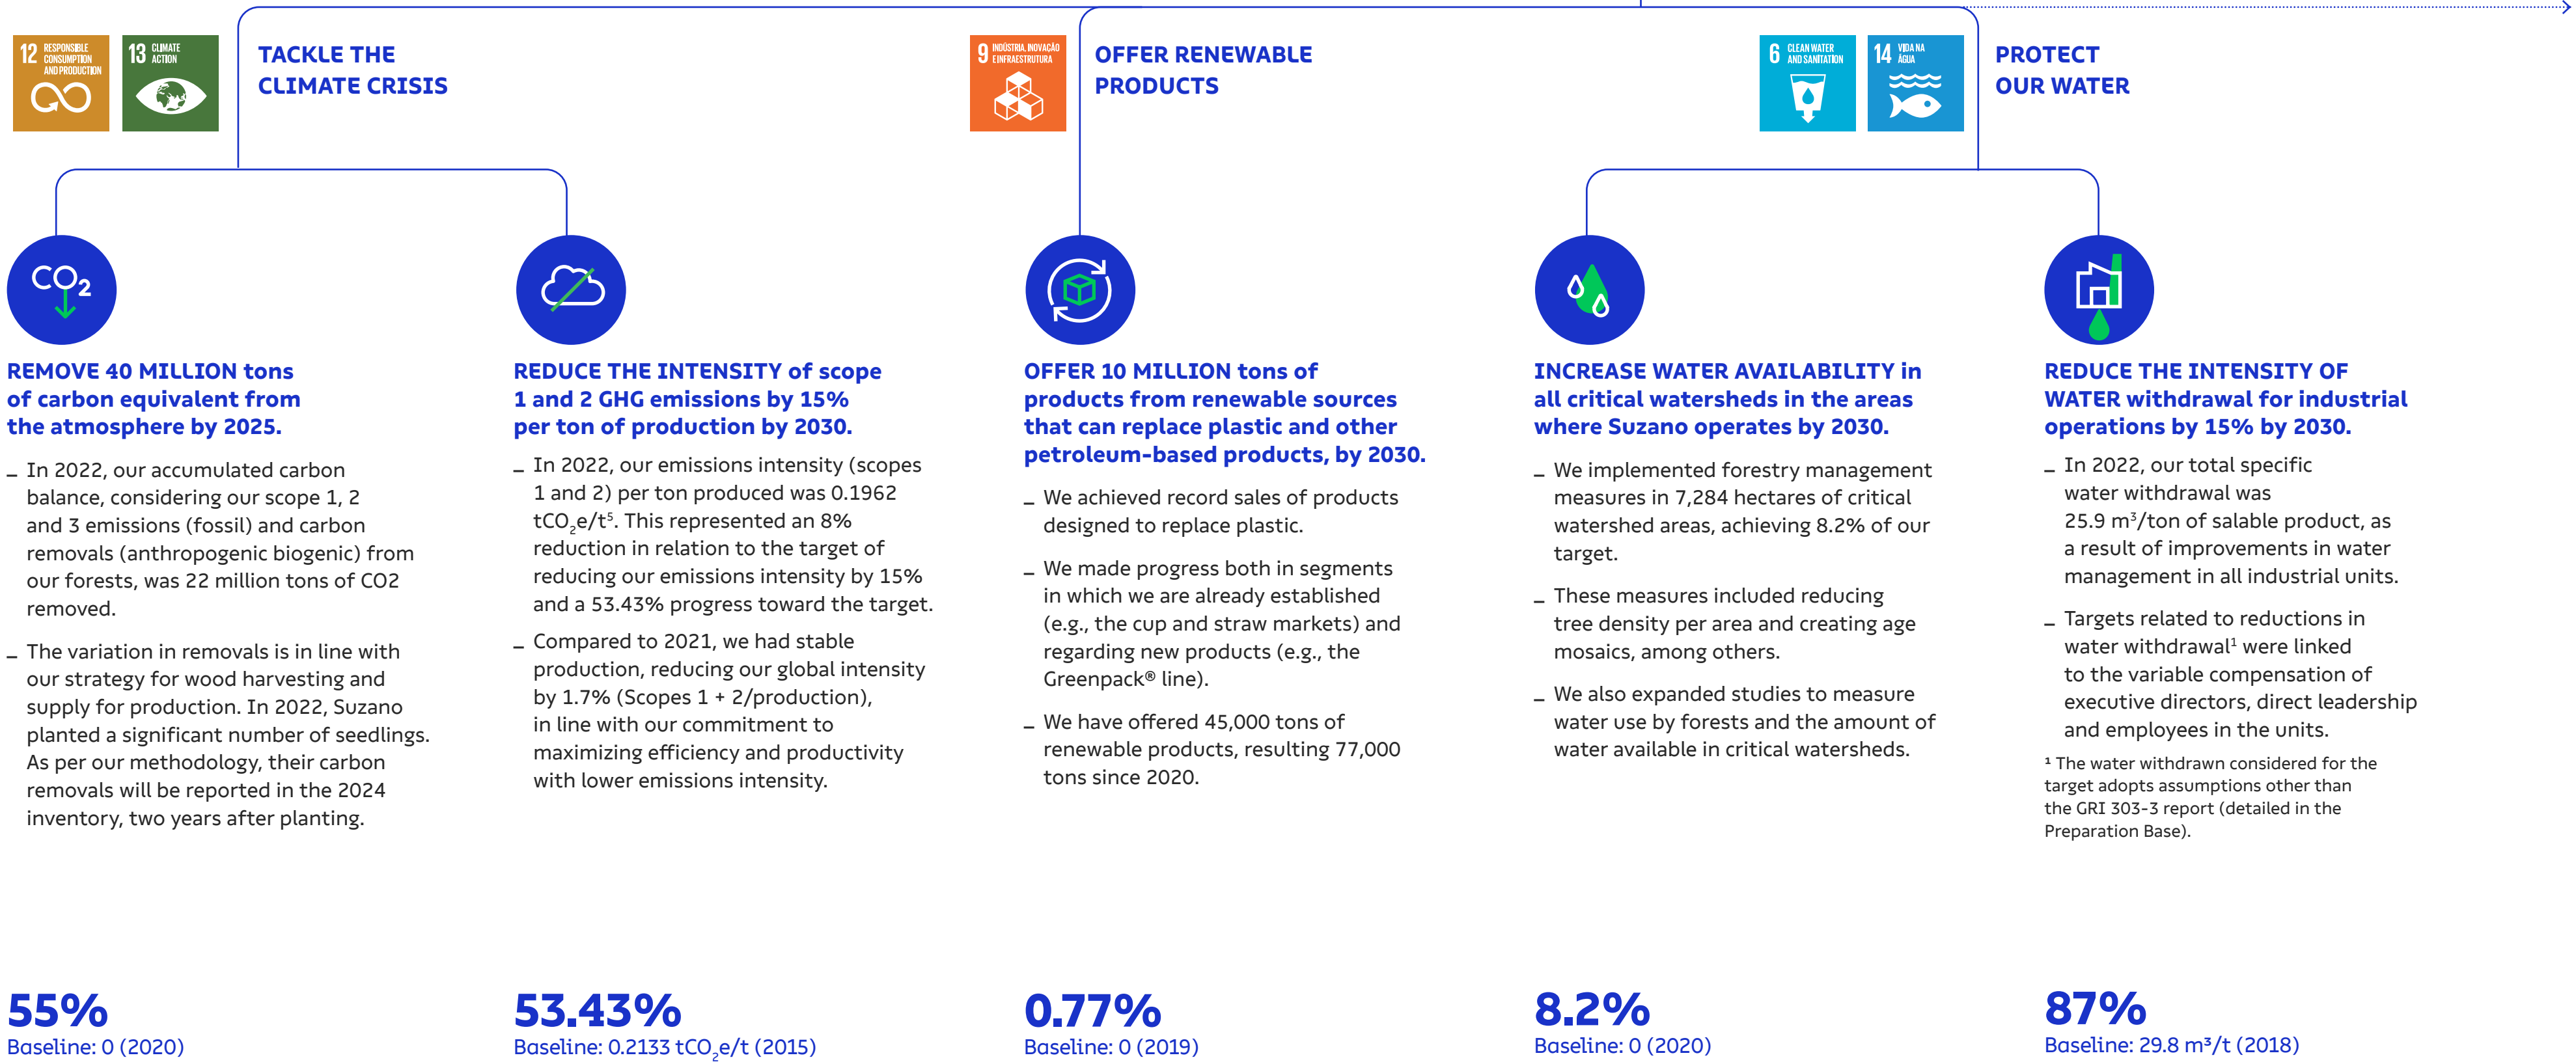 12 RESPONSIBLE
CONSUMPTION
AND PRODUCTION
13 CLIMATE
ACTION
TACKLE THE
CLIMATE CRISIS
9 INDÚSTRIA, INOVAÇÃO
E INFRAESTRUTURA
OFFER RENEWABLE
PRODUCTS
6 CLEAN WATER
AND SANITATION
14 VIDA NA
ÁGUA
PROTECT
OUR WATER
CO₂
REMOVE 40 MILLION tons
of carbon equivalent from
the atmosphere by 2025.
– In 2022, our accumulated carbon
balance, considering our scope 1, 2
and 3 emissions (fossil) and carbon
removals (anthropogenic biogenic) from
our forests, was 22 million tons of CO2
removed.
– The variation in removals is in line with
our strategy for wood harvesting and
supply for production. In 2022, Suzano
planted a significant number of seedlings.
As per our methodology, their carbon
removals will be reported in the 2024
inventory, two years after planting.
55%
Baseline: 0 (2020)
REDUCE THE INTENSITY of scope
1 and 2 GHG emissions by 15%
per ton of production by 2030.
– In 2022, our emissions intensity (scopes
1 and 2) per ton produced was 0.1962
tCO₂e/t⁵. This represented an 8%
reduction in relation to the target of
reducing our emissions intensity by 15%
and a 53.43% progress toward the target.
– Compared to 2021, we had stable
production, reducing our global intensity
by 1.7% (Scopes 1 + 2/production),
in line with our commitment to
maximizing efficiency and productivity
with lower emissions intensity.
53.43%
Baseline: 0.2133 tCO₂e/t (2015)
OFFER 10 MILLION tons of
products from renewable sources
that can replace plastic and other
petroleum-based products, by 2030.
– We achieved record sales of products
designed to replace plastic.
– We made progress both in segments
in which we are already established
(e.g., the cup and straw markets) and
regarding new products (e.g., the
Greenpack® line).
– We have offered 45,000 tons of
renewable products, resulting 77,000
tons since 2020.
0.77%
Baseline: 0 (2019)
INCREASE WATER AVAILABILITY in
all critical watersheds in the areas
where Suzano operates by 2030.
– We implemented forestry management
measures in 7,284 hectares of critical
watershed areas, achieving 8.2% of our
target.
– These measures included reducing
tree density per area and creating age
mosaics, among others.
– We also expanded studies to measure
water use by forests and the amount of
water available in critical watersheds.
8.2%
Baseline: 0 (2020)
REDUCE THE INTENSITY OF
WATER withdrawal for industrial
operations by 15% by 2030.
– In 2022, our total specific
water withdrawal was
25.9 m³/ton of salable product, as
a result of improvements in water
management in all industrial units.
– Targets related to reductions in
water withdrawal¹ were linked
to the variable compensation of
executive directors, direct leadership
and employees in the units.
¹ The water withdrawn considered for the
target adopts assumptions other than
the GRI 303-3 report (detailed in the
Preparation Base).
87%
Baseline: 29.8 m³/t (2018)